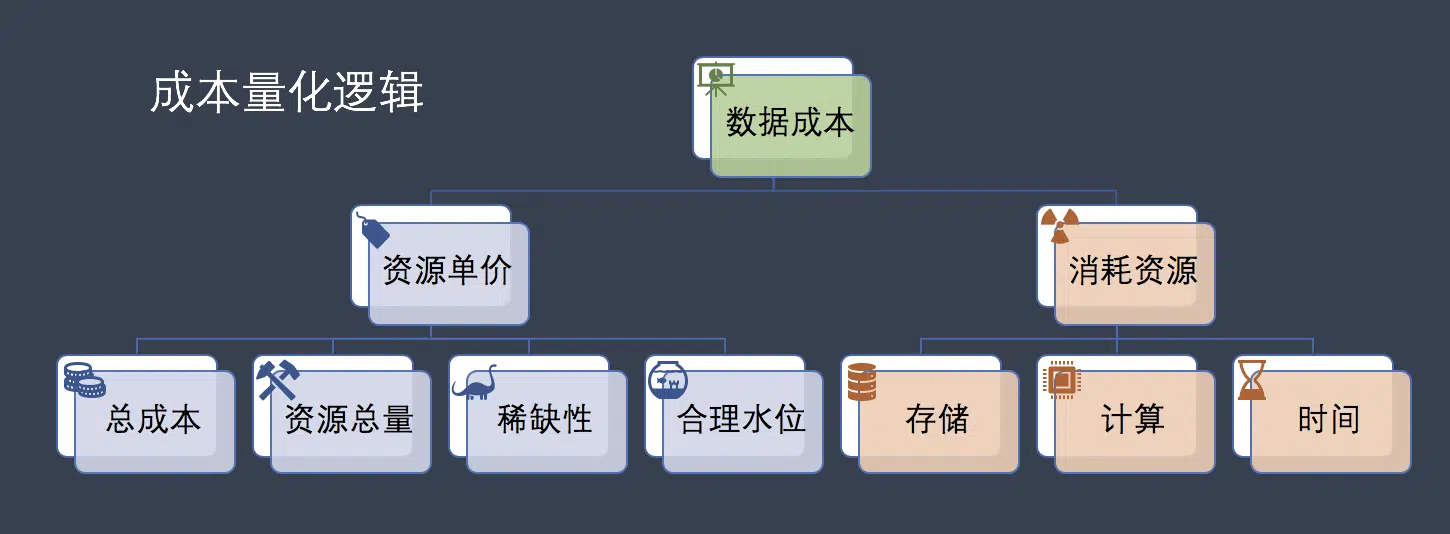 成本量化逻辑
数据成本
资源单价
消耗资源
总成本
资源总量
稀缺性
合理水位
存储
计算
时间